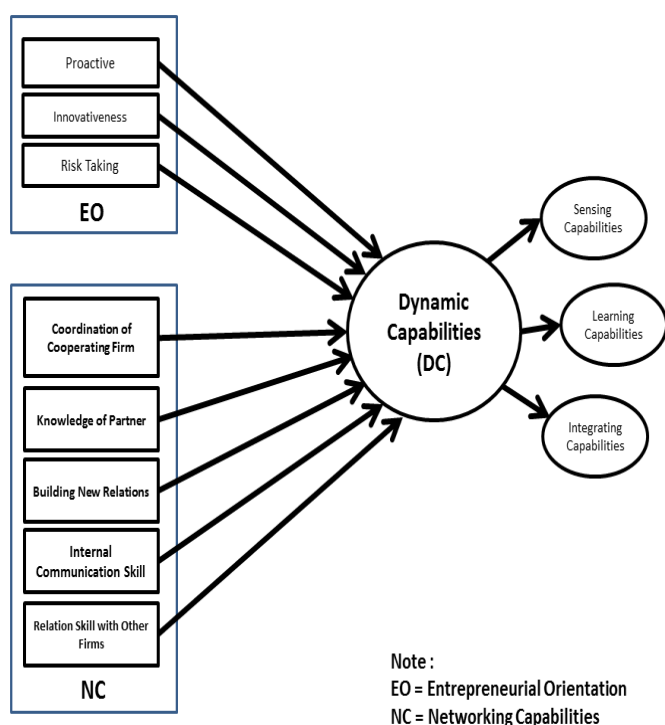 Proactive
Innovativeness
Risk Taking
EO
Coordination of
Cooperating Firm
Knowledge of Partner
Building New Relations
Internal
Communication Skill
Relation Skill with Other
Firms
NC
Dynamic
Capabilities
(DC)
Sensing
Capabilities
Learning
Capabilities
Integrating
Capabilities
Note :
EO = Entrepreneurial Orientation
NC = Networking Capabilities